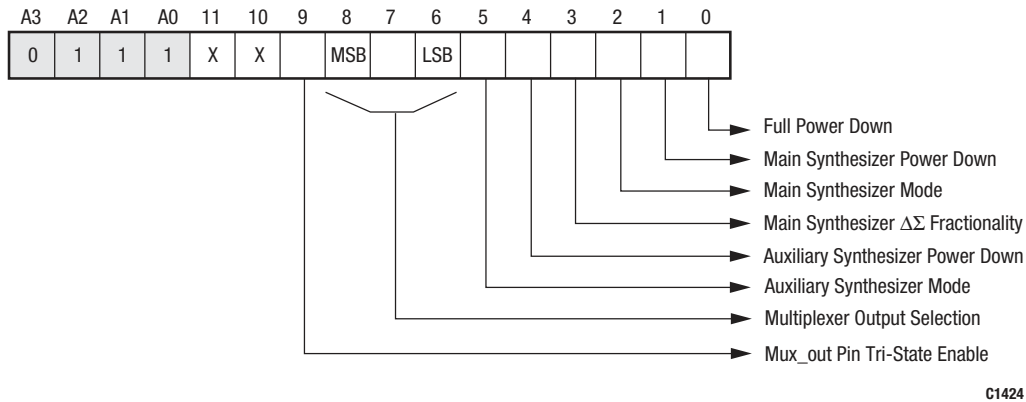 A3 A2 A1 A0 11 10 9 8 7 6 5 4 3 2 1 0
0 1 1 1 X X MSB LSB
Full Power Down
Main Synthesizer Power Down
Main Synthesizer Mode
Main Synthesizer ΔΣ Fractionality
Auxiliary Synthesizer Power Down
Auxiliary Synthesizer Mode
Multiplexer Output Selection
Mux_out Pin Tri-State Enable
C1424